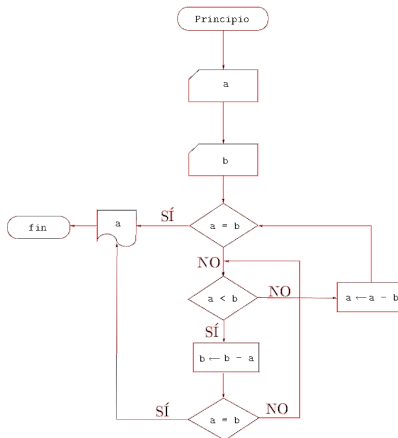 Principio
a
b
SÍ
a = b
a
fin
NO
a < b
NO
a ← a - b
SÍ
b ← b - a
SÍ
a = b
NO